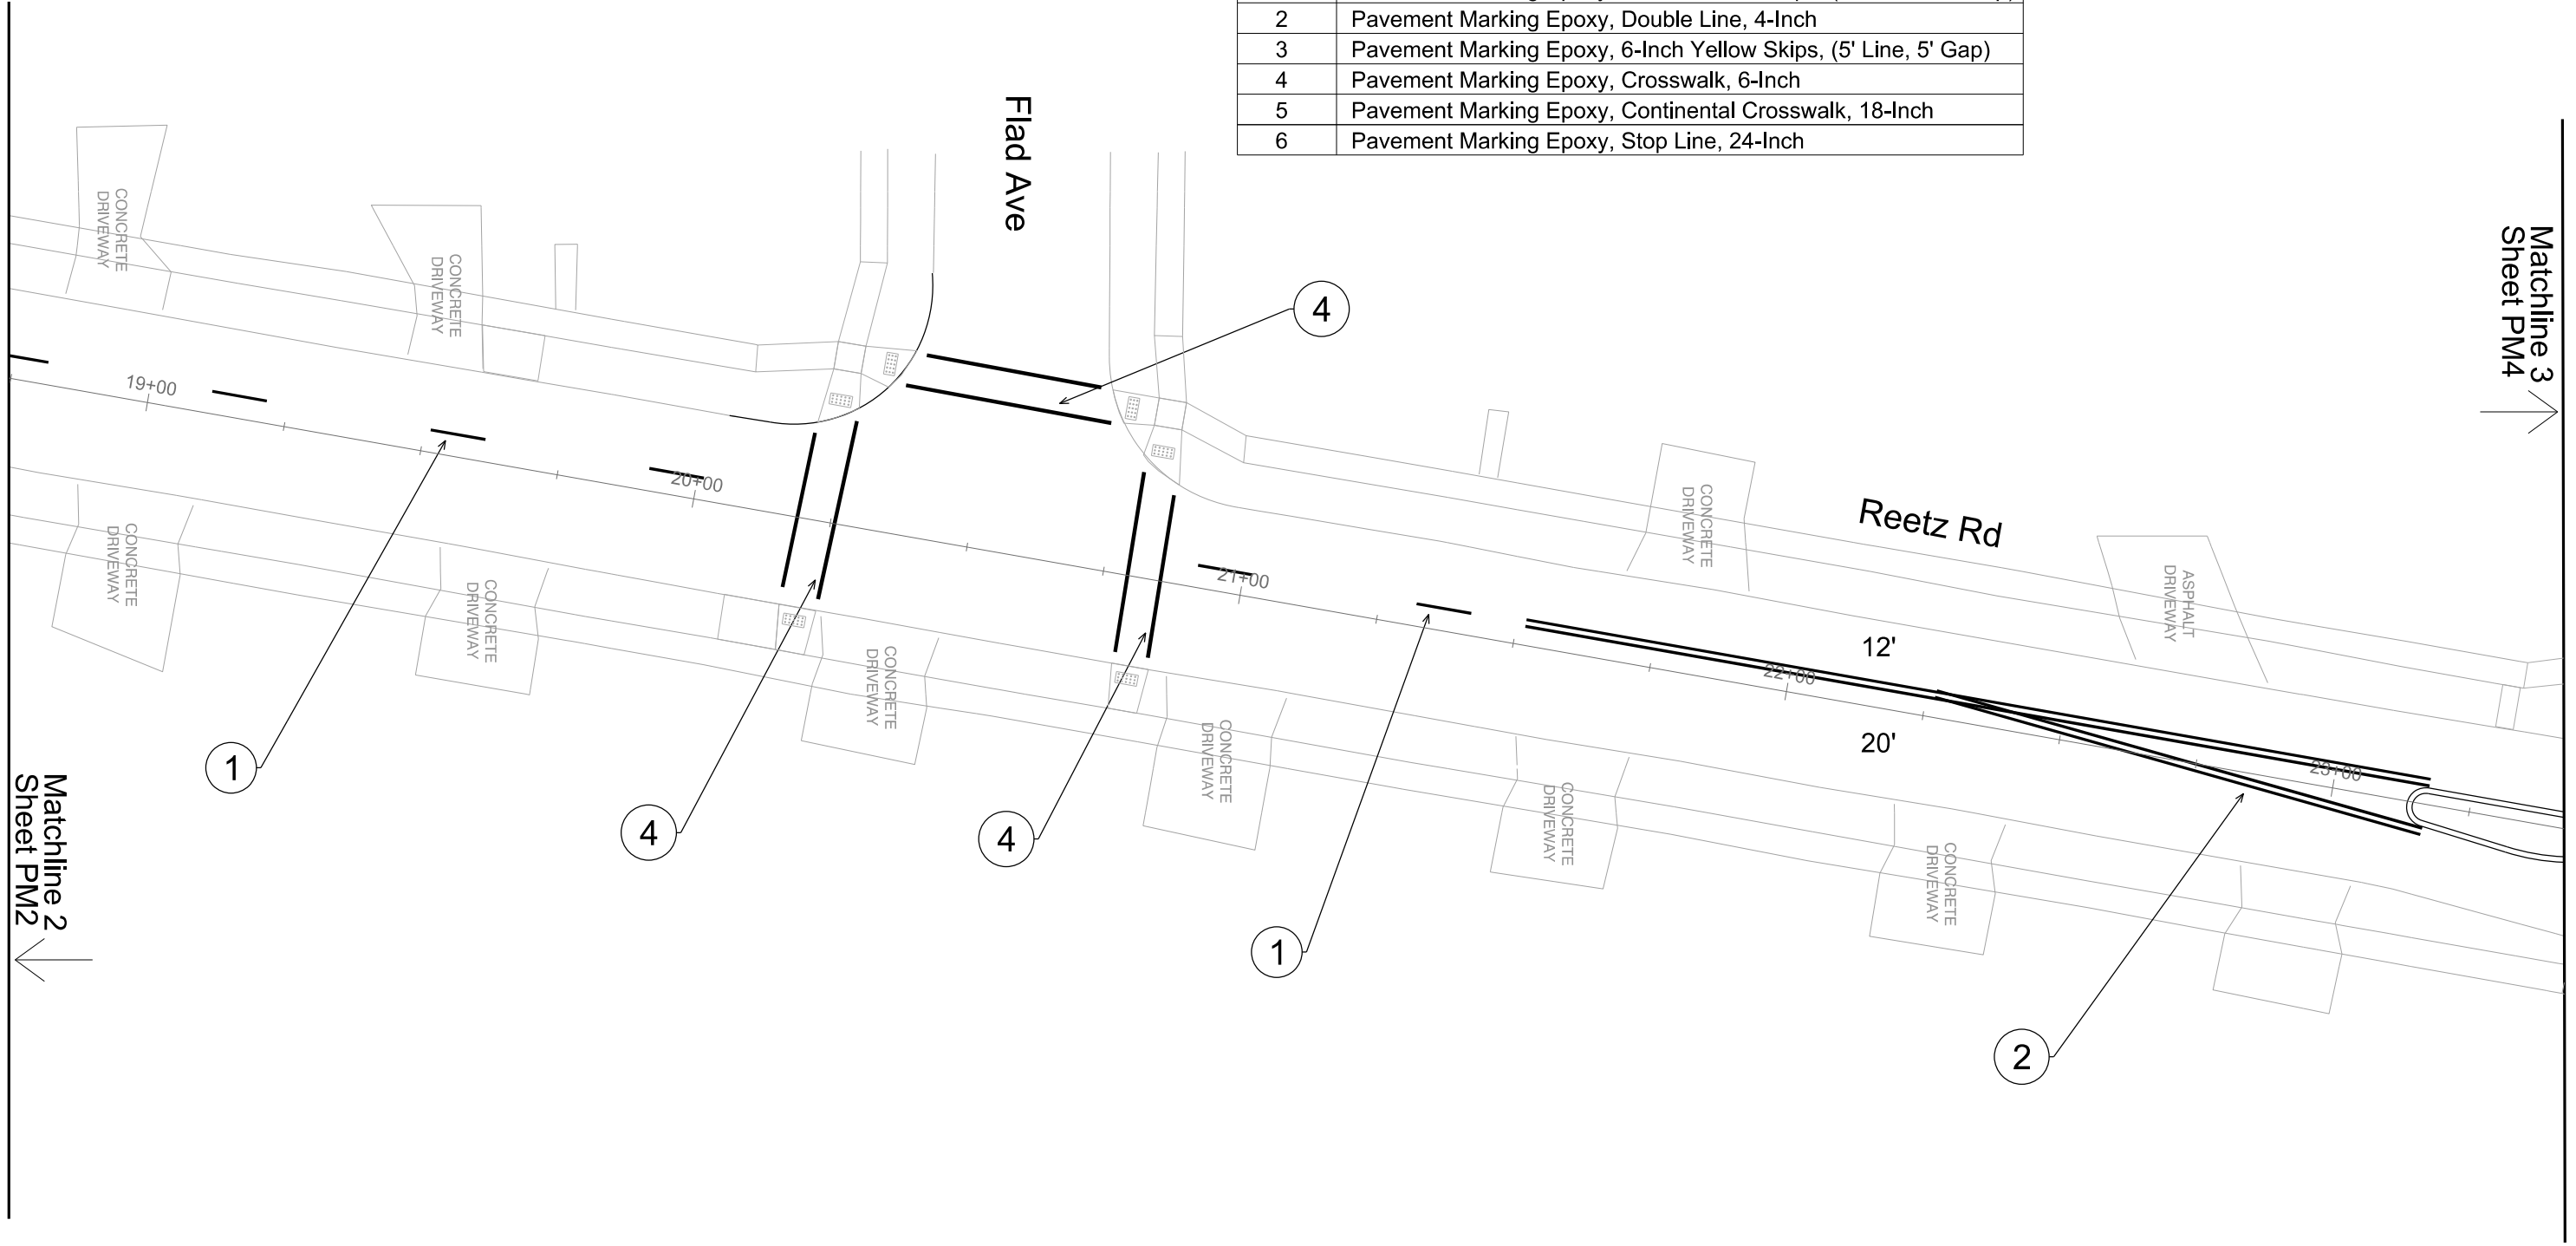 2 Pavement Marking Epoxy, Double Line, 4-Inch
3 Pavement Marking Epoxy, 6-Inch Yellow Skips, (5' Line, 5' Gap)
4 Pavement Marking Epoxy, Crosswalk, 6-Inch
5 Pavement Marking Epoxy, Continental Crosswalk, 18-Inch
6 Pavement Marking Epoxy, Stop Line, 24-Inch
Flad Ave
Matchline 3
Sheet PM4
CONCRETE
DRIVEWAY
CONCRETE
DRIVEWAY
4
19+00
20+00
21+00
CONCRETE
DRIVEWAY
Reetz Rd
ASPHALT
DRIVEWAY
12'
22+00
20'
23+00
CONCRETE
DRIVEWAY
CONCRETE
DRIVEWAY
CONCRETE
DRIVEWAY
CONCRETE
DRIVEWAY
CONCRETE
DRIVEWAY
CONCRETE
DRIVEWAY
1
4
4
1
2
Matchline 2
Sheet PM2